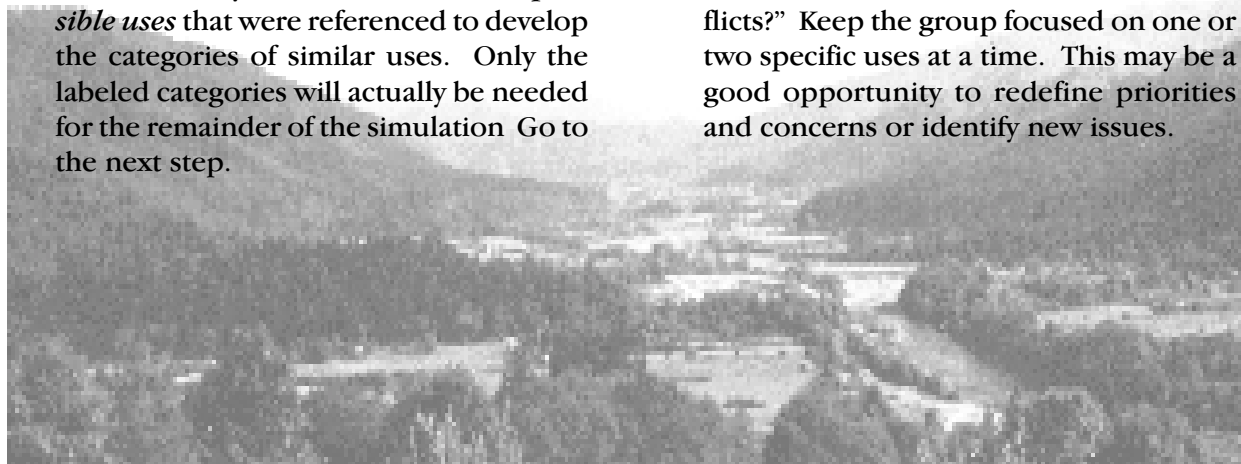 sible uses that were referenced to develop
the categories of similar uses. Only the
labeled categories will actually be needed
for the remainder of the simulation Go to
the next step.
flicts?” Keep the group focused on one or
two specific uses at a time. This may be a
good opportunity to redefine priorities
and concerns or identify new issues.